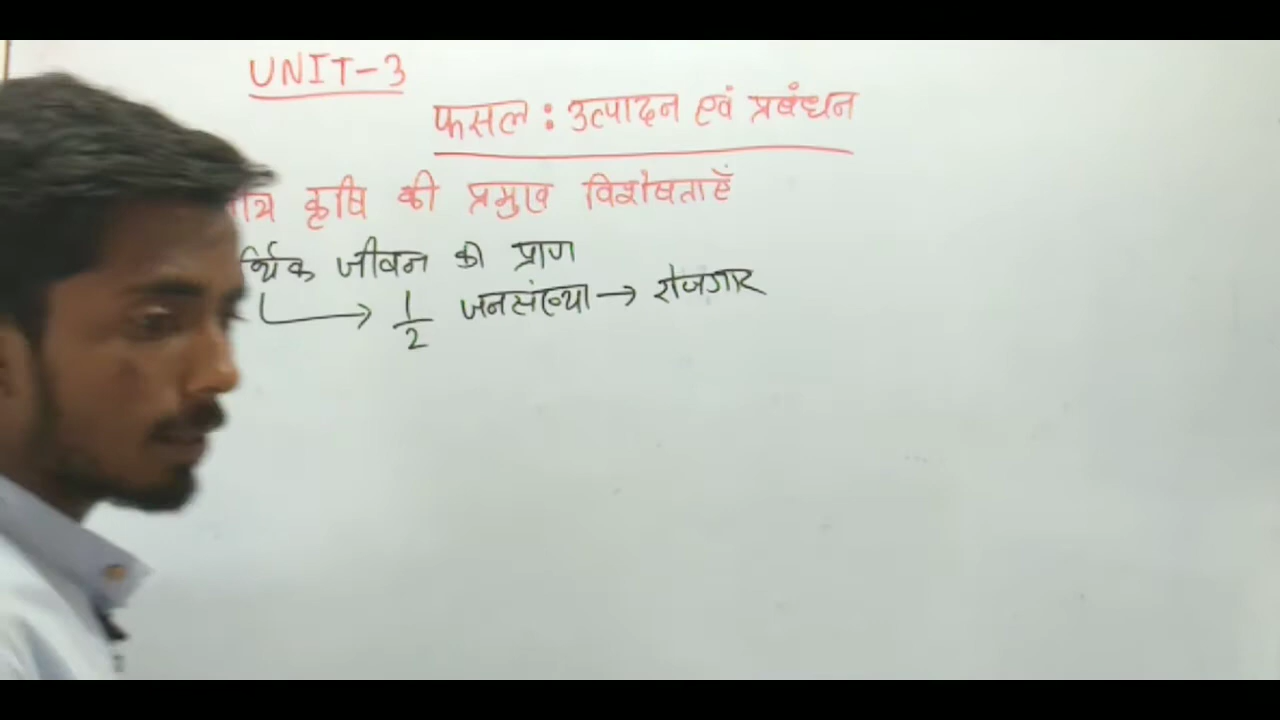 UNIT-3
फसल : उत्पादन एवं प्रबंधन
कृषि की प्रमुख विशेषताएँ
जीवन की प्राण
1/2 जनसंख्या → रोजगार